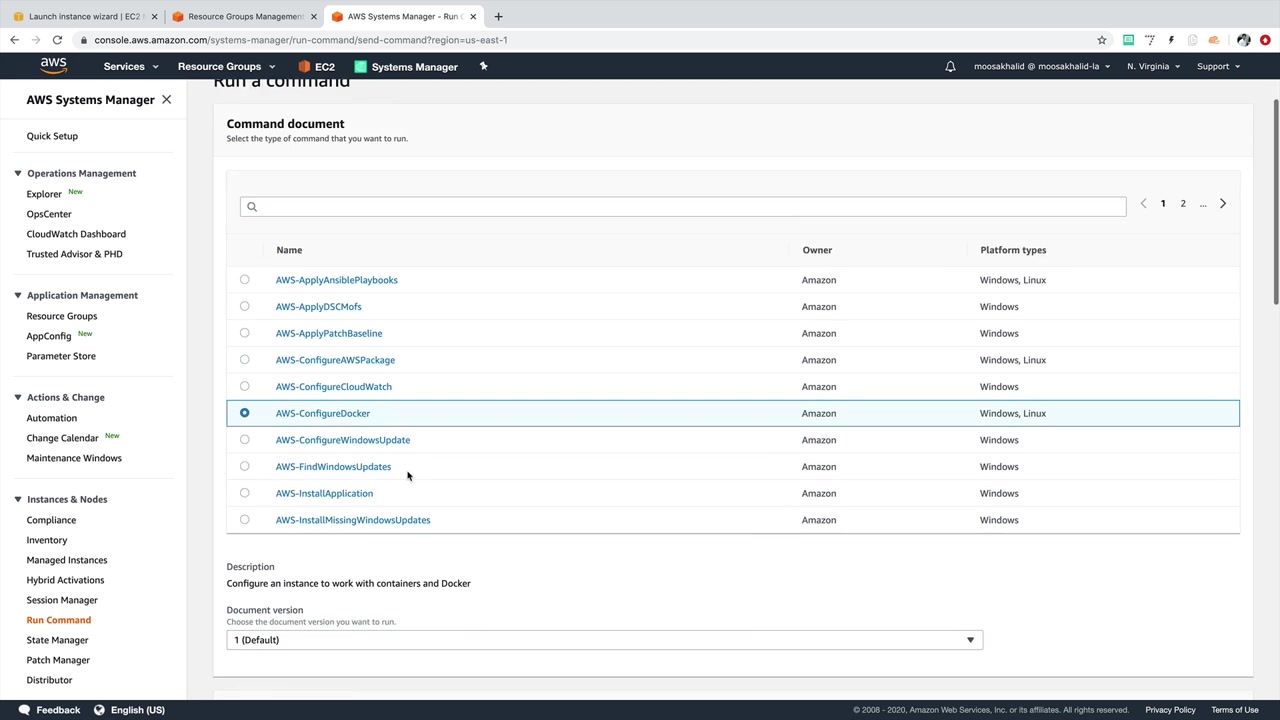 Launch instance wizard | EC2
Resource Groups Management
AWS Systems Manager - Run C
console.aws.amazon.com/systems-manager/run-command/send-command?region=us-east-1
aws
Services
Resource Groups
EC2
Systems Manager
moosakhalid @ moosakhalid-la
N. Virginia
Support
AWS Systems Manager
Quick Setup
Operations Management
Explorer New
OpsCenter
CloudWatch Dashboard
Trusted Advisor & PHD
Application Management
Resource Groups
AppConfig New
Parameter Store
Actions & Change
Automation
Change Calendar New
Maintenance Windows
Instances & Nodes
Compliance
Inventory
Managed Instances
Hybrid Activations
Session Manager
Run Command
State Manager
Patch Manager
Distributor
Run a command
Command document
Select the type of command that you want to run.
1 2 ...
Name Owner Platform types
AWS-ApplyAnsiblePlaybooks Amazon Windows, Linux
AWS-ApplyDSCMofs Amazon Windows
AWS-ApplyPatchBaseline Amazon Windows
AWS-ConfigureAWSPackage Amazon Windows, Linux
AWS-ConfigureCloudWatch Amazon Windows
AWS-ConfigureDocker Amazon Windows, Linux
AWS-ConfigureWindowsUpdate Amazon Windows
AWS-FindWindowsUpdates Amazon Windows
AWS-InstallApplication Amazon Windows
AWS-InstallMissingWindowsUpdates Amazon Windows
Description
Configure an instance to work with containers and Docker
Document version
Choose the document version you want to run.
1 (Default)
Feedback
English (US)
© 2008 - 2020, Amazon Web Services, Inc. or its affiliates. All rights reserved.
Privacy Policy
Terms of Use